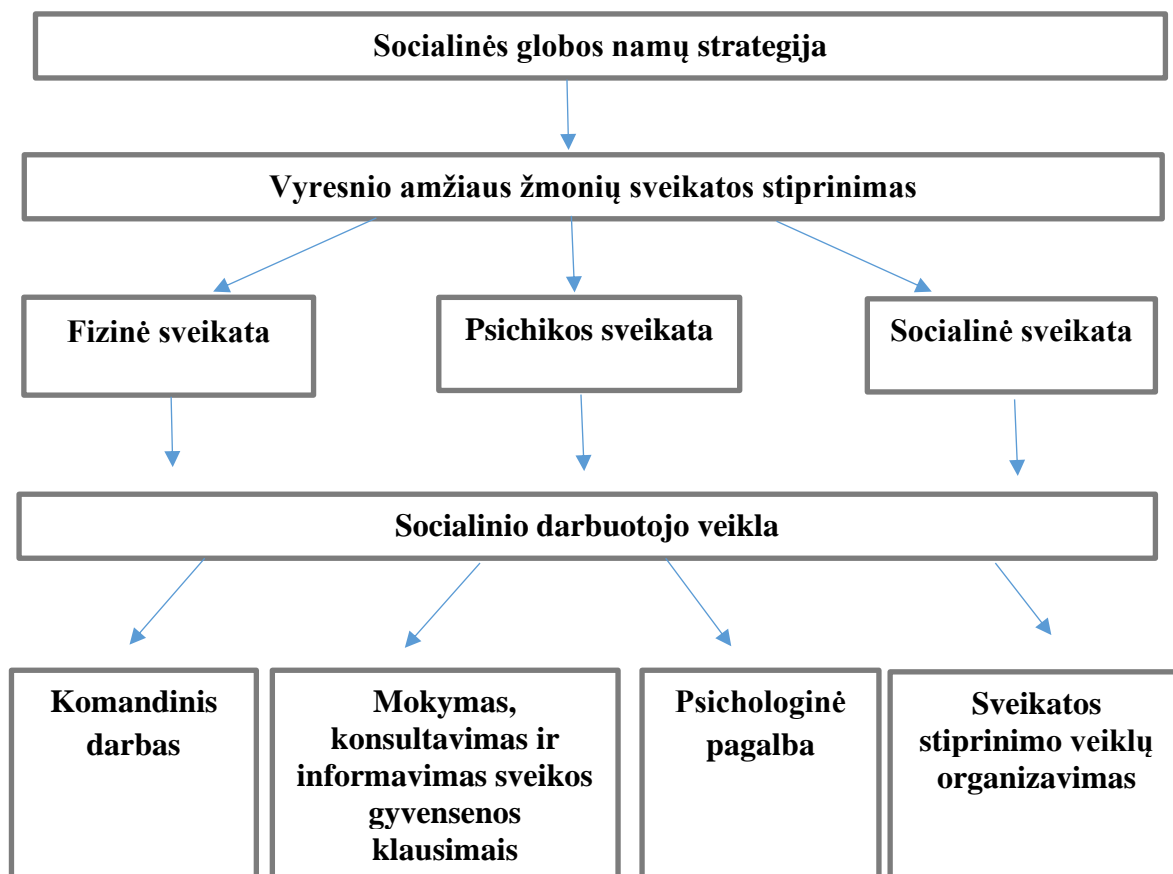 Socialinės globos namų strategija
Vyresnio amžiaus žmonių sveikatos stiprinimas
Fizinė sveikata
Psichikos sveikata
Socialinė sveikata
Socialinio darbuotojo veikla
Komandinis
darbas
Mokymas,
konsultavimas ir
informavimas sveikos
gyvensenos
klausimais
Psichologinė
pagalba
Sveikatos
stiprinimo veiklų
organizavimas